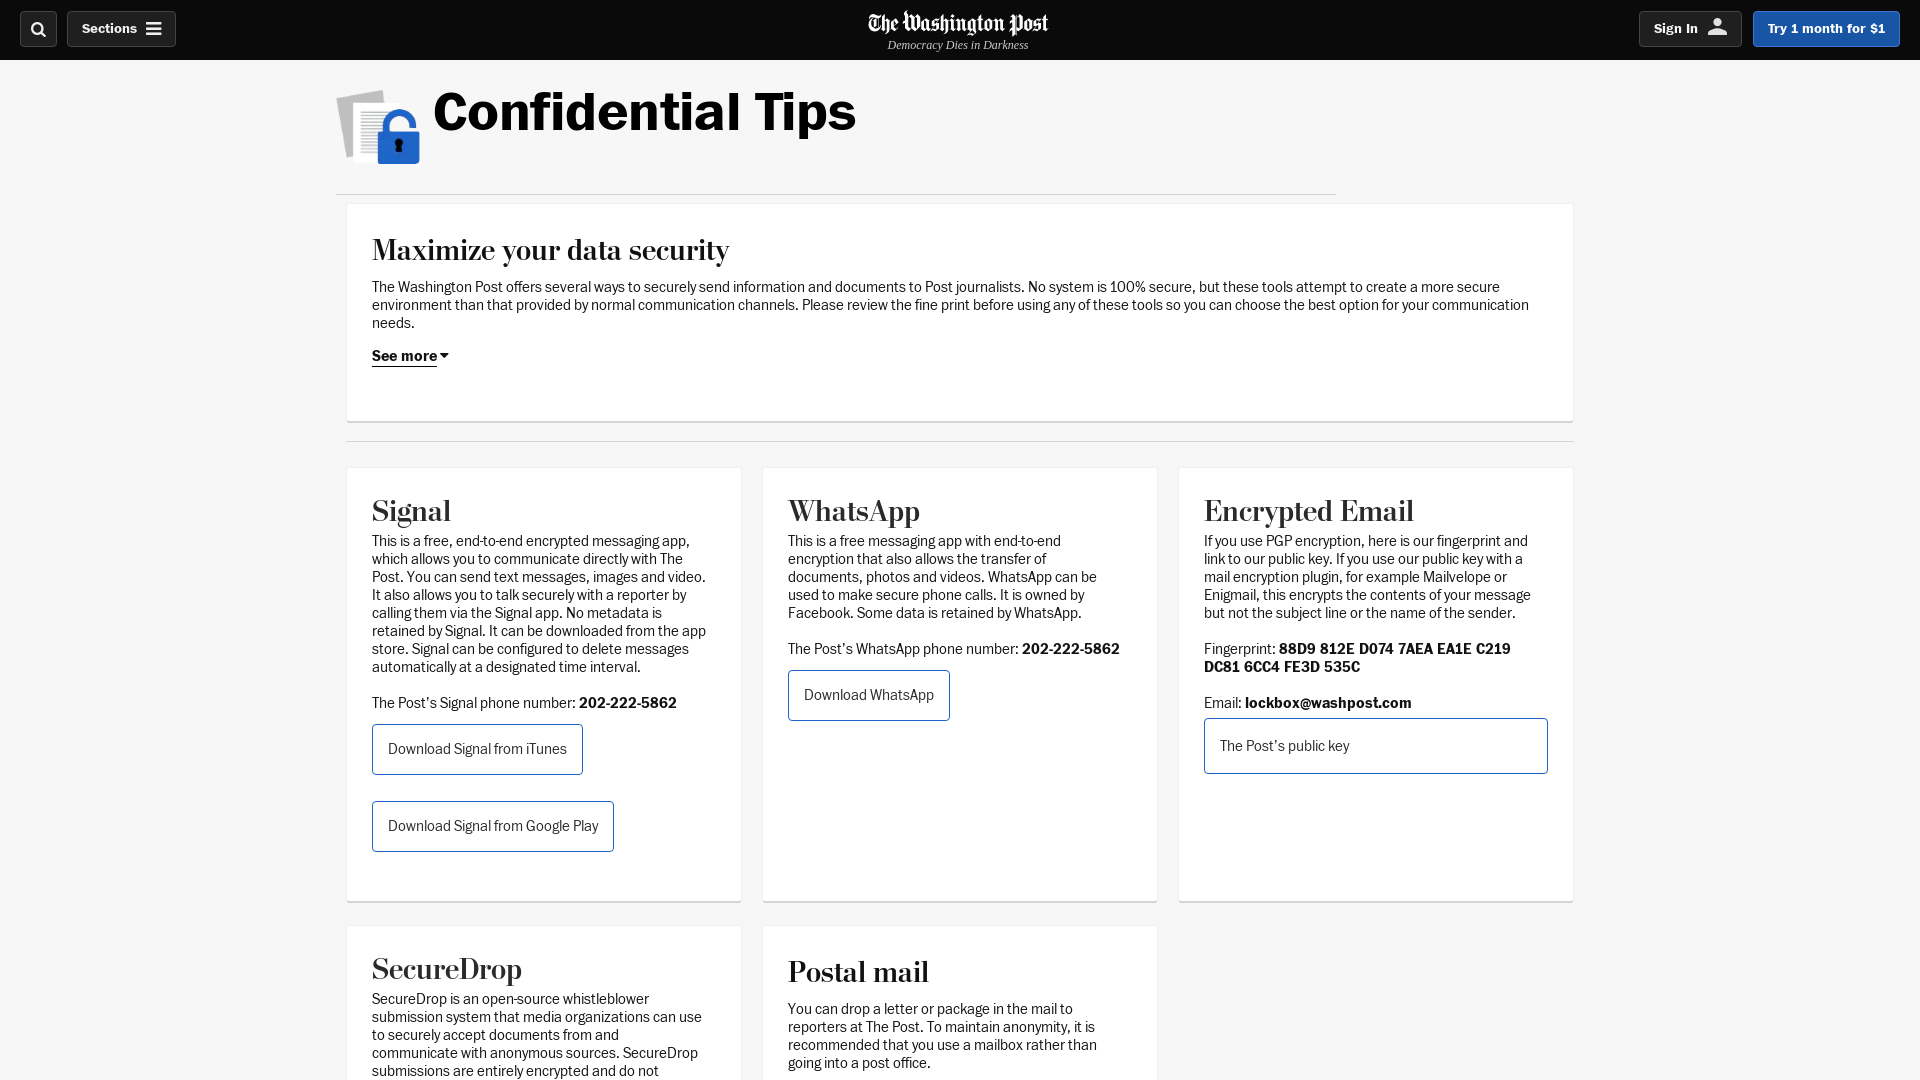 Sections
The Washington Post
Democracy Dies in Darkness
Sign In
Try 1 month for $1
Confidential Tips
Maximize your data security
The Washington Post offers several ways to securely send information and documents to Post journalists. No system is 100% secure, but these tools attempt to create a more secure
environment than that provided by normal communication channels. Please review the fine print before using any of these tools so you can choose the best option for your communication
needs.
See more
Signal
This is a free, end-to-end encrypted messaging app,
which allows you to communicate directly with The
Post. You can send text messages, images and video.
It also allows you to talk securely with a reporter by
calling them via the Signal app. No metadata is
retained by Signal. It can be downloaded from the app
store. Signal can be configured to delete messages
automatically at a designated time interval.
The Post’s Signal phone number: 202-222-5862
Download Signal from iTunes
Download Signal from Google Play
WhatsApp
This is a free messaging app with end-to-end
encryption that also allows the transfer of
documents, photos and videos. WhatsApp can be
used to make secure phone calls. It is owned by
Facebook. Some data is retained by WhatsApp.
The Post’s WhatsApp phone number: 202-222-5862
Download WhatsApp
Encrypted Email
If you use PGP encryption, here is our fingerprint and
link to our public key. If you use our public key with a
mail encryption plugin, for example Mailvelope or
Enigmail, this encrypts the contents of your message
but not the subject line or the name of the sender.
Fingerprint: 88D9 812E D074 7AEA EA1E C219
DC81 6CC4 FE3D 535C
Email: lockbox@washpost.com
The Post’s public key
SecureDrop
SecureDrop is an open-source whistleblower
submission system that media organizations can use
to securely accept documents from and
communicate with anonymous sources. SecureDrop
submissions are entirely encrypted and do not
Postal mail
You can drop a letter or package in the mail to
reporters at The Post. To maintain anonymity, it is
recommended that you use a mailbox rather than
going into a post office.